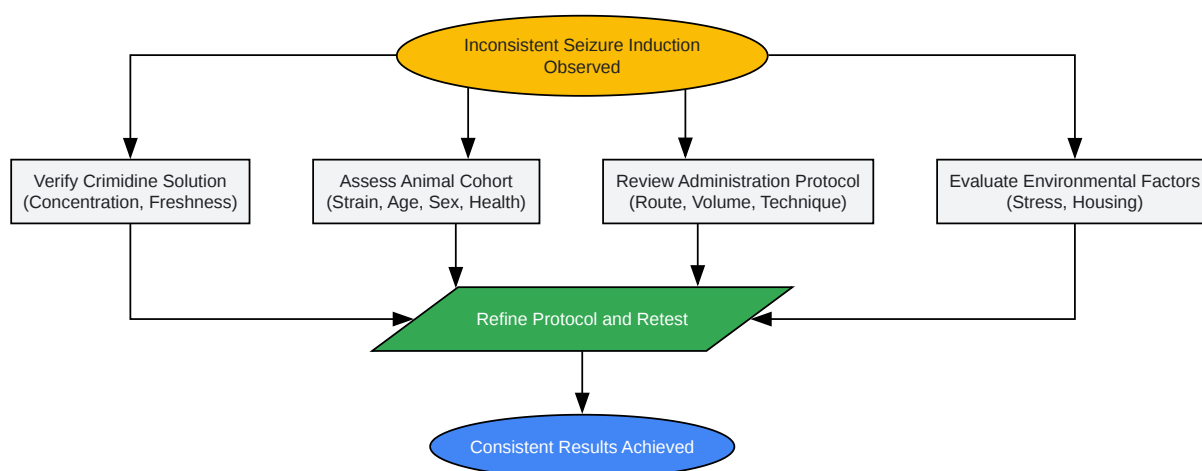 Inconsistent Seizure Induction
Observed
Verify Crimidine Solution
(Concentration, Freshness)
Assess Animal Cohort
(Strain, Age, Sex, Health)
Review Administration Protocol
(Route, Volume, Technique)
Evaluate Environmental Factors
(Stress, Housing)
Refine Protocol and Retest
Consistent Results Achieved